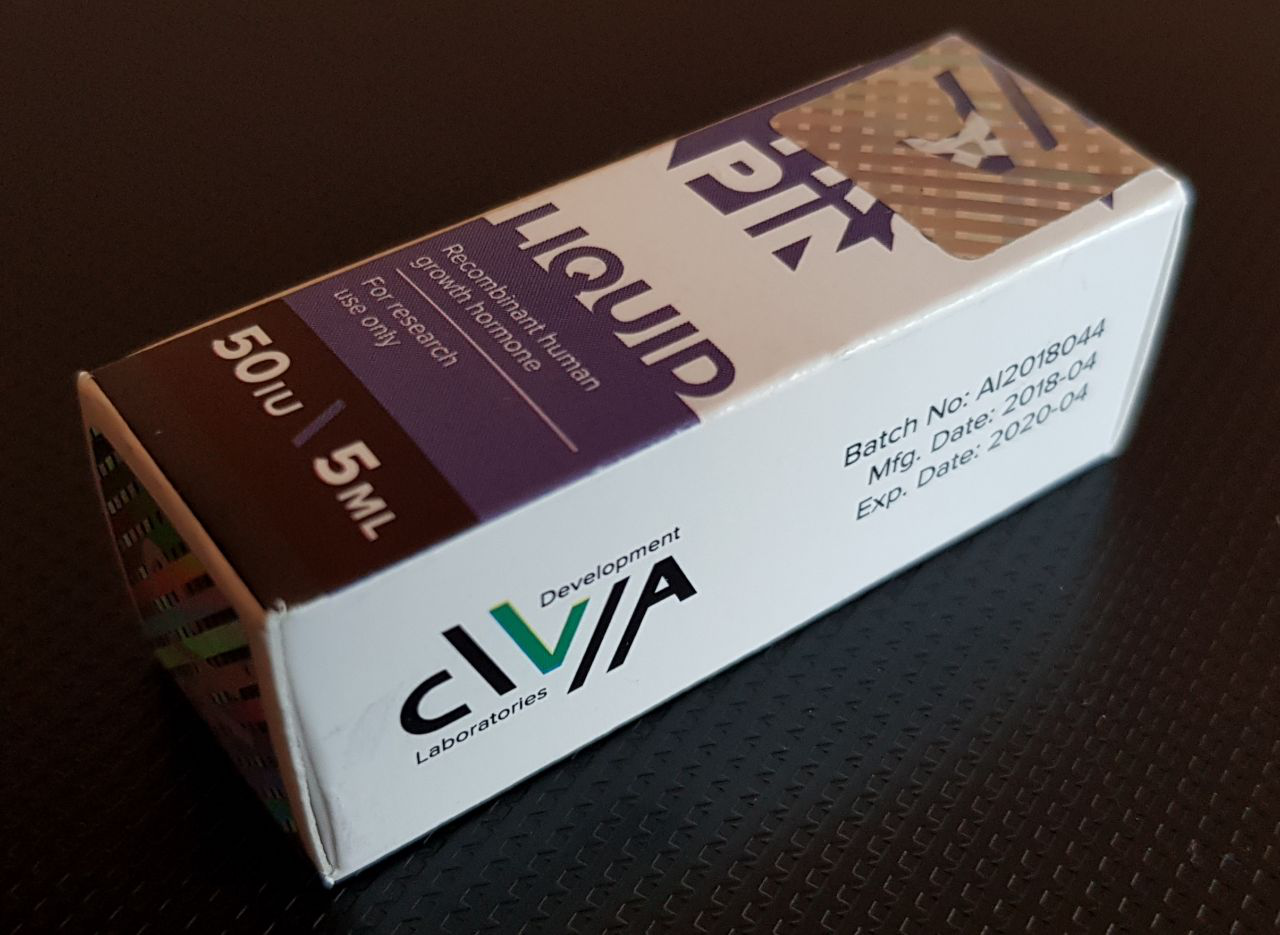 PIN
LIQUID
Recombinant human
growth hormone
For research
use only
50IU \ 5ML
Batch No: AI2018044
Mfg. Date: 2018-04
Exp. Date: 2020-04
Development
CIVA
Laboratories